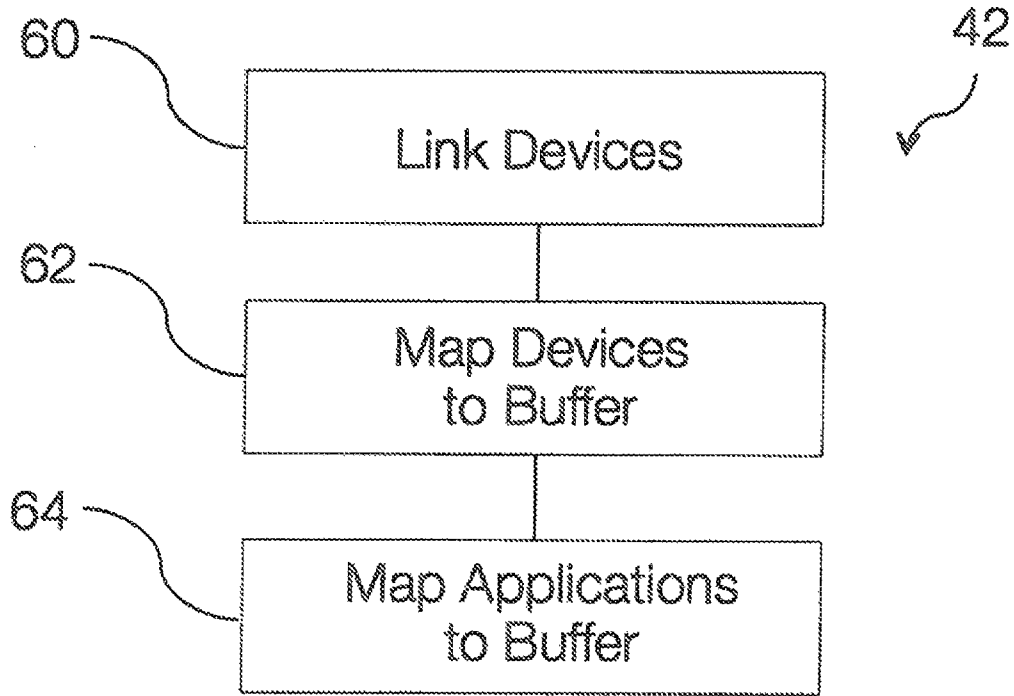 60
42
Link Devices
62
Map Devices
to Buffer
64
Map Applications
to Buffer